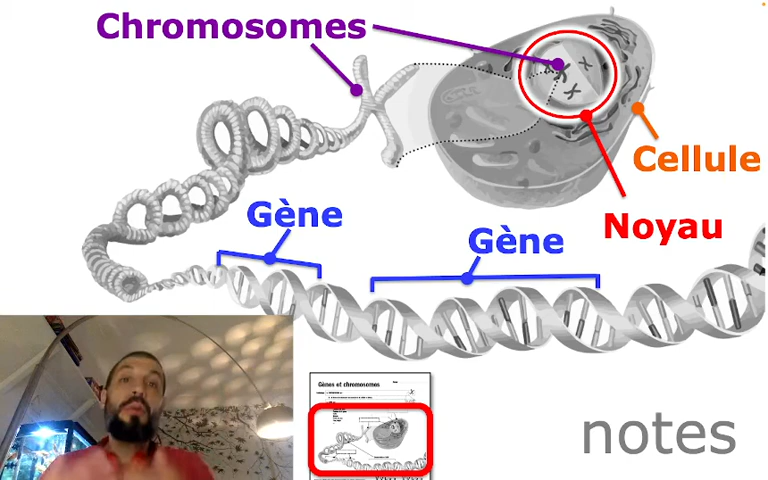 Chromosomes
Cellule
Gène
Noyau
Gène
Gènes et chromosomes
notes